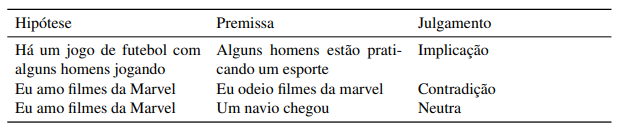 Hipótese Premissa Julgamento
Há um jogo de futebol com Alguns homens estão prati- Implicação
alguns homens jogando cando um esporte
Eu amo filmes da Marvel Eu odeio filmes da marvel Contradição
Eu amo filmes da Marvel Um navio chegou Neutra